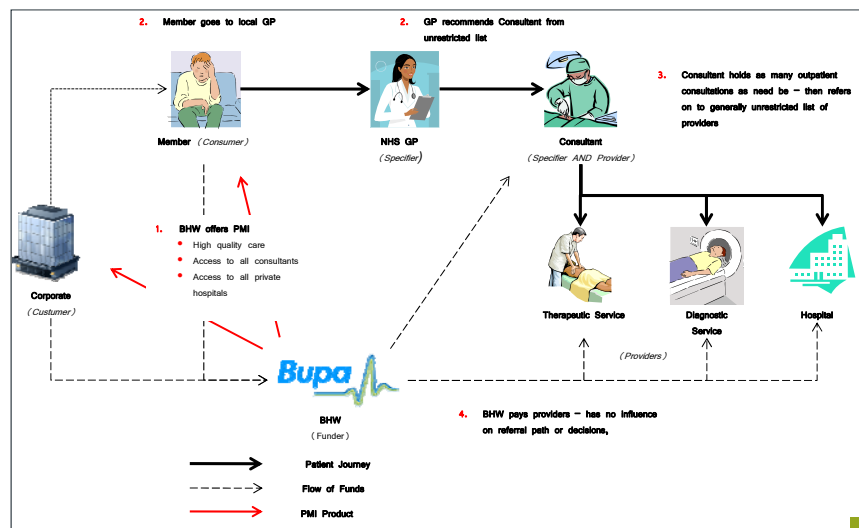 2. Member goes to local GP
2. GP recommends Consultant from
unrestricted list
3. Consultant holds as many outpatient
consultations as need be – then refers
on to generally unrestricted list of
providers
Member (Consumer)
NHS GP
(Specifier)
Consultant
(Specifier AND Provider)
1. BHW offers PMI
• High quality care
• Access to all consultants
• Access to all private
hospitals
Corporate
(Custumer)
Therapeutic Service
Diagnostic
Service
Hospital
(Providers)
Bupa
BHW
(Funder)
4. BHW pays providers – has no influence
on referral path or decisions,
Patient Journey
Flow of Funds
PMI Product